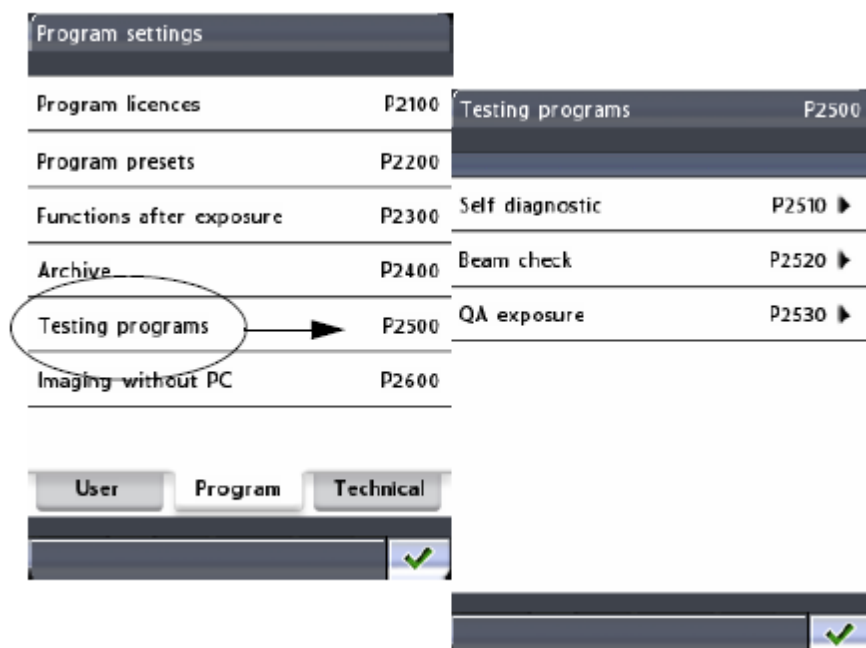 Program settings
Program licences P2100
Program presets P2200
Functions after exposure P2300
Archive P2400
Testing programs P2500
Imaging without PC P2600
User Program Technical
Testing programs P2500
Self diagnostic P2510
Beam check P2520
QA exposure P2530